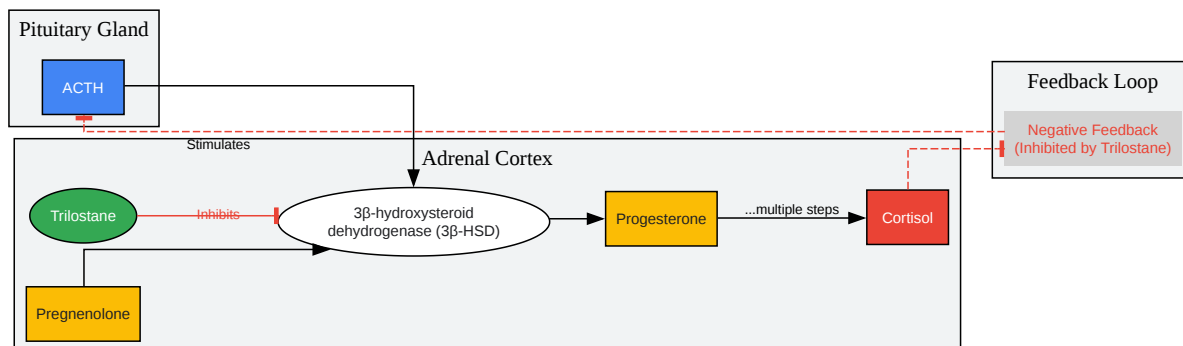 Pituitary Gland
ACTH
Feedback Loop
Negative Feedback
(Inhibited by Trilostane)
Stimulates
Adrenal Cortex
Trilostane
Inhibits
3β-hydroxysteroid
dehydrogenase (3β-HSD)
Progesterone
...multiple steps
Cortisol
Pregnenolone